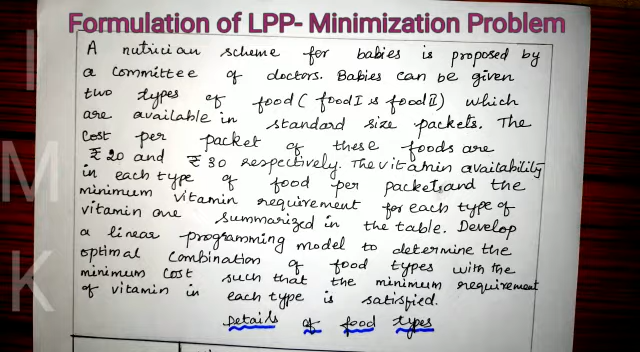 Formulation of LPP- Minimization Problem
A nutrician scheme for babies is proposed by
a committee of doctors. Babies can be given
two types of food ( food I & food II) which
are available in standard size packets. The
cost per packet of these foods are
₹ 20 and ₹ 30 respectively. The vitamin availability
in each type of food per packet and the
minimum vitamin requirement for each type of
vitamin are summarized in the table. Develop
a linear programming model to determine the
optimal combination of food types with the
minimum cost such that the minimum requirement
of vitamin in each type is satisfied.
Details of food types
I
M
K